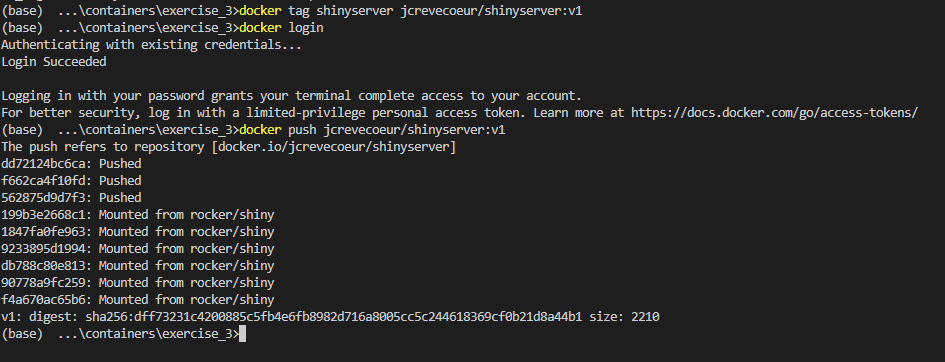 (base)  ...\containers\exercise_3>docker tag shinyserver jcrevecoeur/shinyserver:v1
(base)  ...\containers\exercise_3>docker login
Authenticating with existing credentials...
Login Succeeded
Logging in with your password grants your terminal complete access to your account.
For better security, log in with a limited-privilege personal access token. Learn more at https://docs.docker.com/go/access-tokens/
(base)  ...\containers\exercise_3>docker push jcrevecoeur/shinyserver:v1
The push refers to repository [docker.io/jcrevecoeur/shinyserver]
dd72124bc6ca: Pushed
f662ca4f10fd: Pushed
562875d9d7f3: Pushed
199b3e2668c1: Mounted from rocker/shiny
1847fa0fe963: Mounted from rocker/shiny
9233895d1994: Mounted from rocker/shiny
db788c80e813: Mounted from rocker/shiny
90778a9fc259: Mounted from rocker/shiny
f4a670ac65b6: Mounted from rocker/shiny
v1: digest: sha256:dff73231c4200885c5fb4e6fb8982d716a8005cc5c244618369cf0b21d8a44b1 size: 2210
(base)  ...\containers\exercise_3>